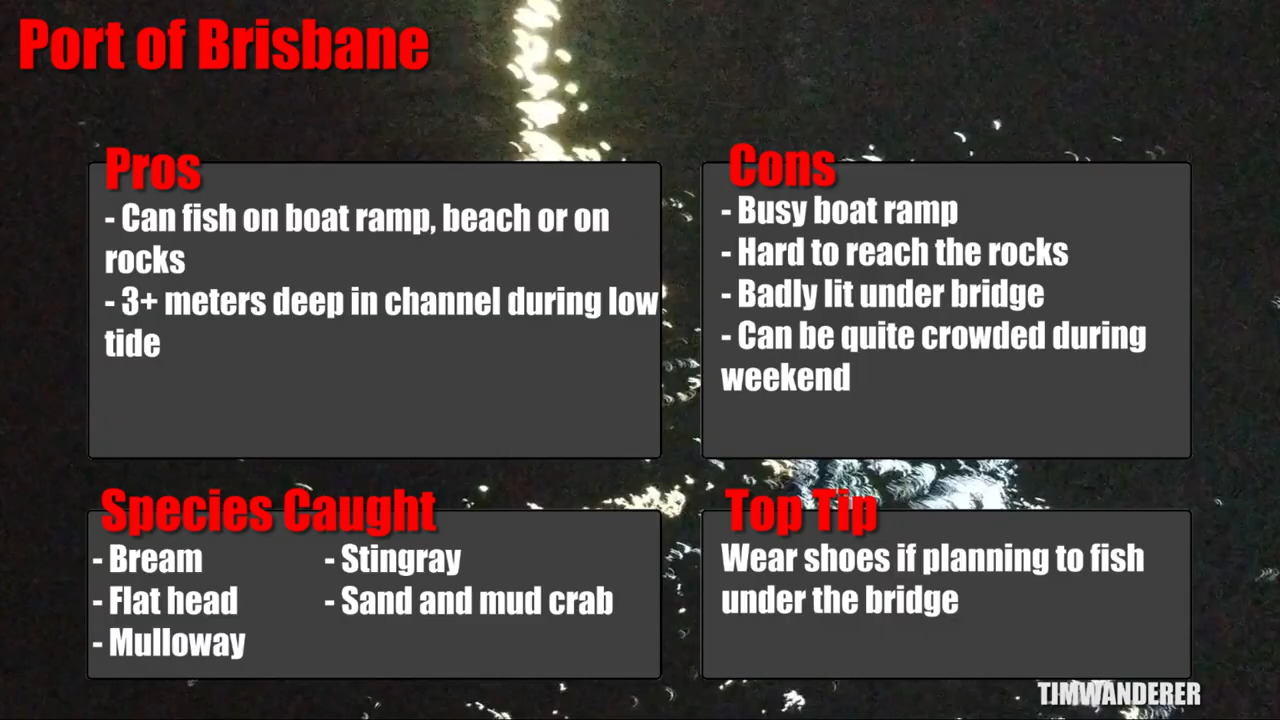 Port of Brisbane
Pros
- Can fish on boat ramp, beach or on
rocks
- 3+ meters deep in channel during low
tide
Cons
- Busy boat ramp
- Hard to reach the rocks
- Badly lit under bridge
- Can be quite crowded during
weekend
Species Caught
- Bream
- Flat head
- Mulloway
- Stingray
- Sand and mud crab
Top Tip
Wear shoes if planning to fish
under the bridge
TIMWANDERER